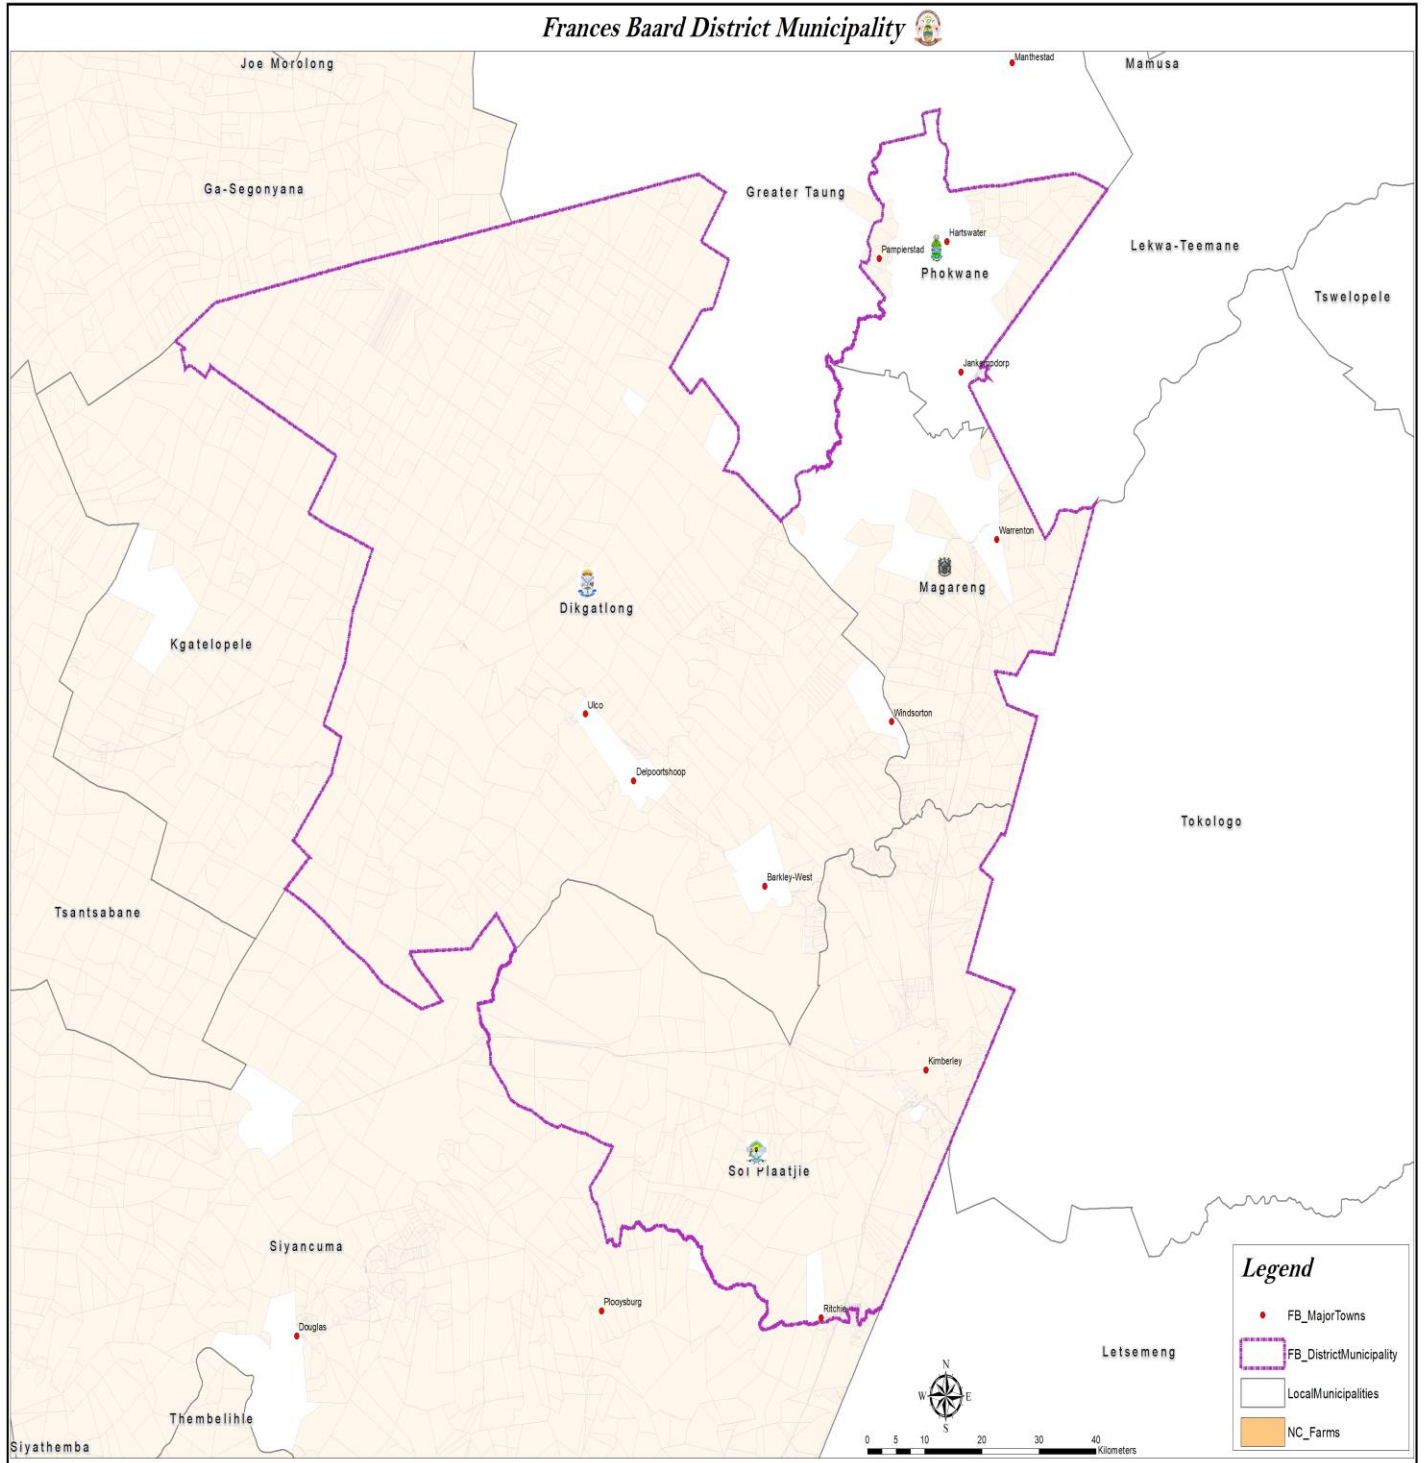 Frances Baard District Municipality
Joe Morolong
Manthestad
Mamusa
Ga-Segonyana
Greater Taung
Hartswater
Lekwa-Teemane
Pampierstad
Phokwane
Tswelopele
Jankempdorp
Warrenton
Magareng
Dikgatlong
Kgatelopele
Ulco
Windsorton
Delpoortshoop
Tokologo
Barkley-West
Tsantsabane
Kimberley
Sol Plaatjie
Siyancuma
Plooysburg
Ritchie
Douglas
Letsemeng
Thembelihle
Siyathemba
Legend
FB_MajorTowns
FB_DistrictMunicipality
LocalMunicipalities
NC_Farms
N
W E
S
0 5 10 20 30 40
Kilometers